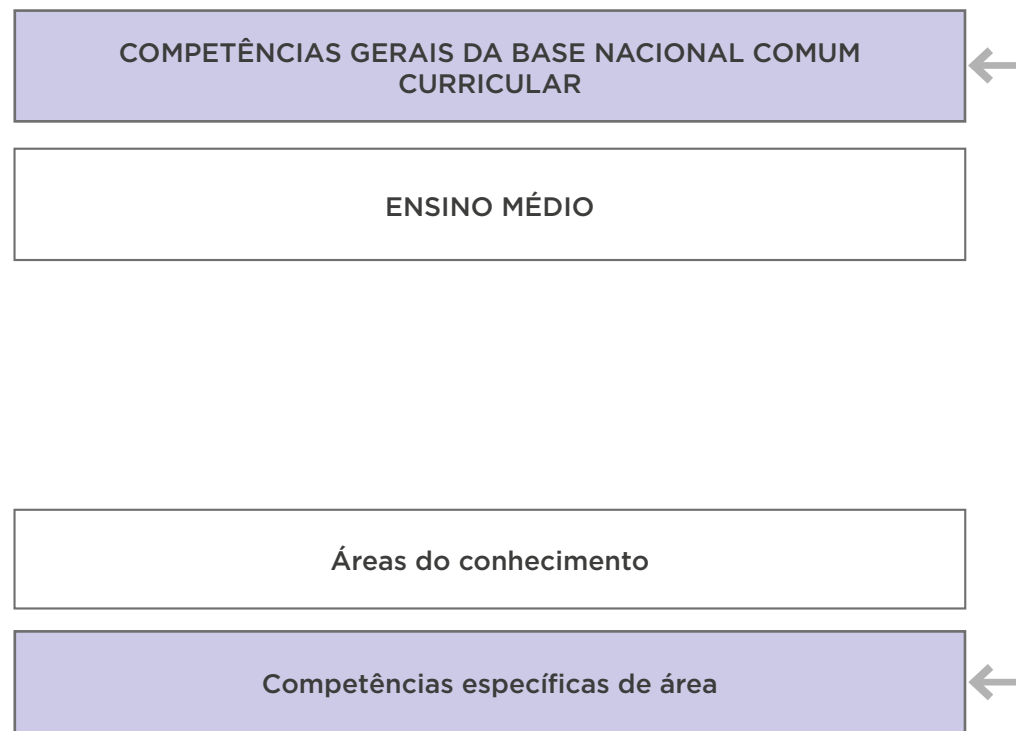 COMPETÊNCIAS GERAIS DA BASE NACIONAL COMUM
CURRICULAR
ENSINO MÉDIO
Áreas do conhecimento
Competências específicas de área